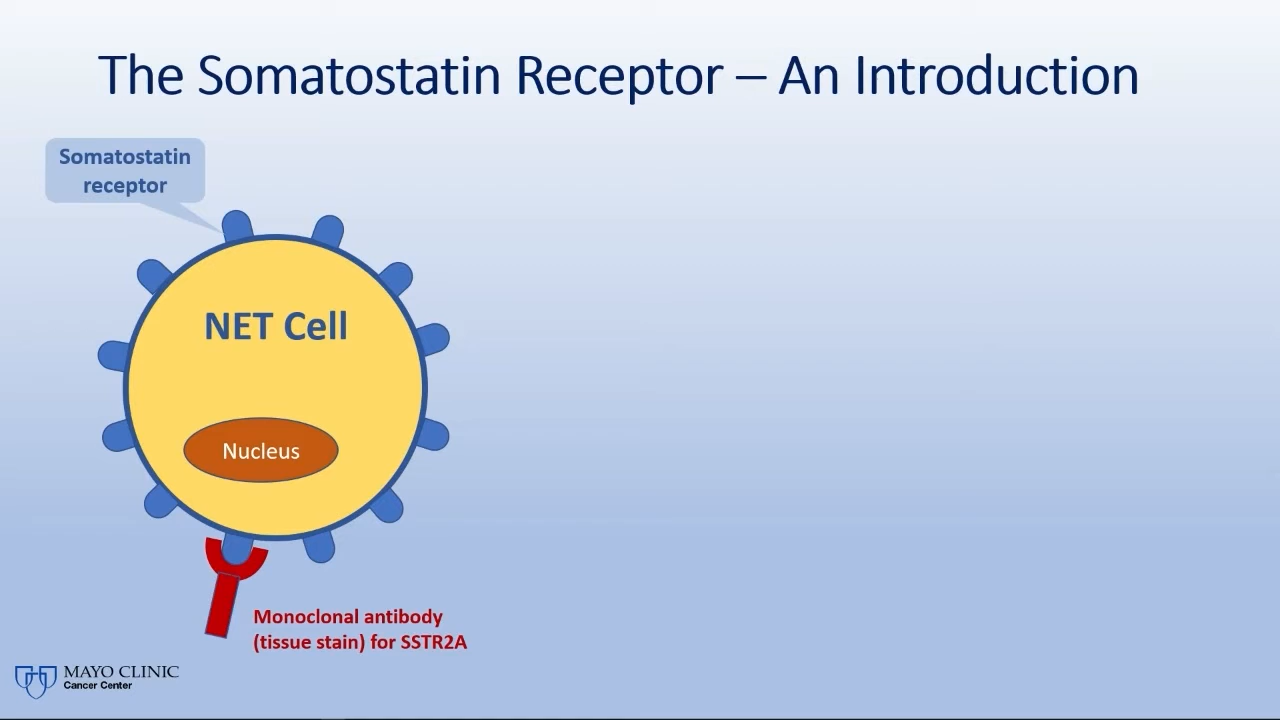 The Somatostatin Receptor – An Introduction
Somatostatin
receptor
NET Cell
Nucleus
Monoclonal antibody
(tissue stain) for SSTR2A
MAYO CLINIC
Cancer Center